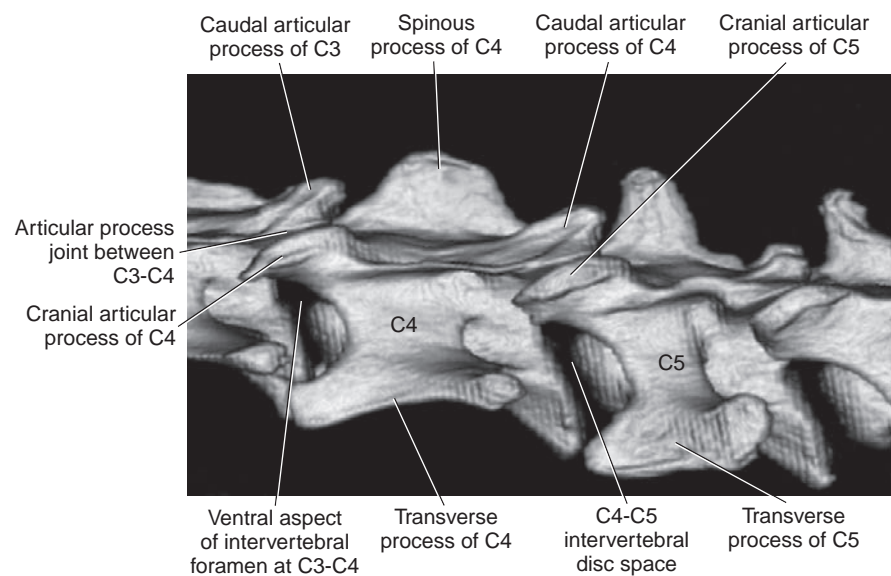 Caudal articular
process of C3
Spinous
process of C4
Caudal articular
process of C4
Cranial articular
process of C5
Articular process
joint between
C3-C4
Cranial articular
process of C4
C4
C5
Ventral aspect
of intervertebral
foramen at C3-C4
Transverse
process of C4
C4-C5
intervertebral
disc space
Transverse
process of C5